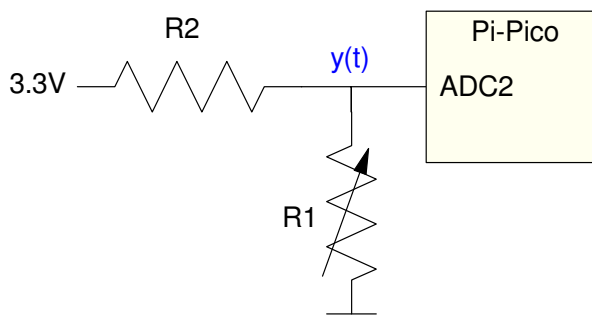 R2
Pi-Pico
y(t)
3.3V
ADC2
R1